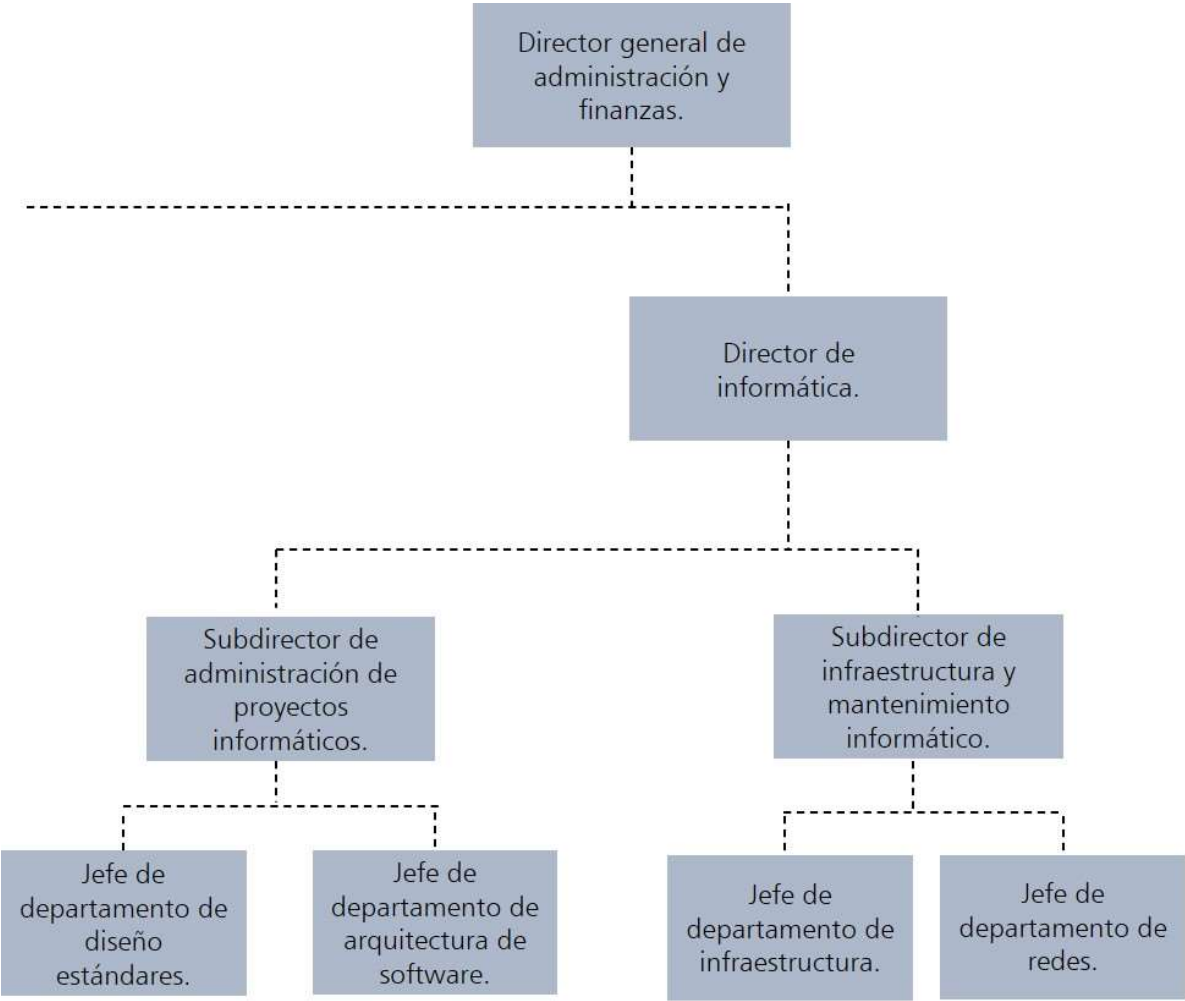 Director general de
administración y
finanzas.
Director de
informática.
Subdirector de
administración de
proyectos
informáticos.
Subdirector de
infraestructura y
mantenimiento
informático.
Jefe de
departamento de
diseño
estándares.
Jefe de
departamento de
arquitectura de
software.
Jefe de
departamento de
infraestructura.
Jefe de
departamento de
redes.